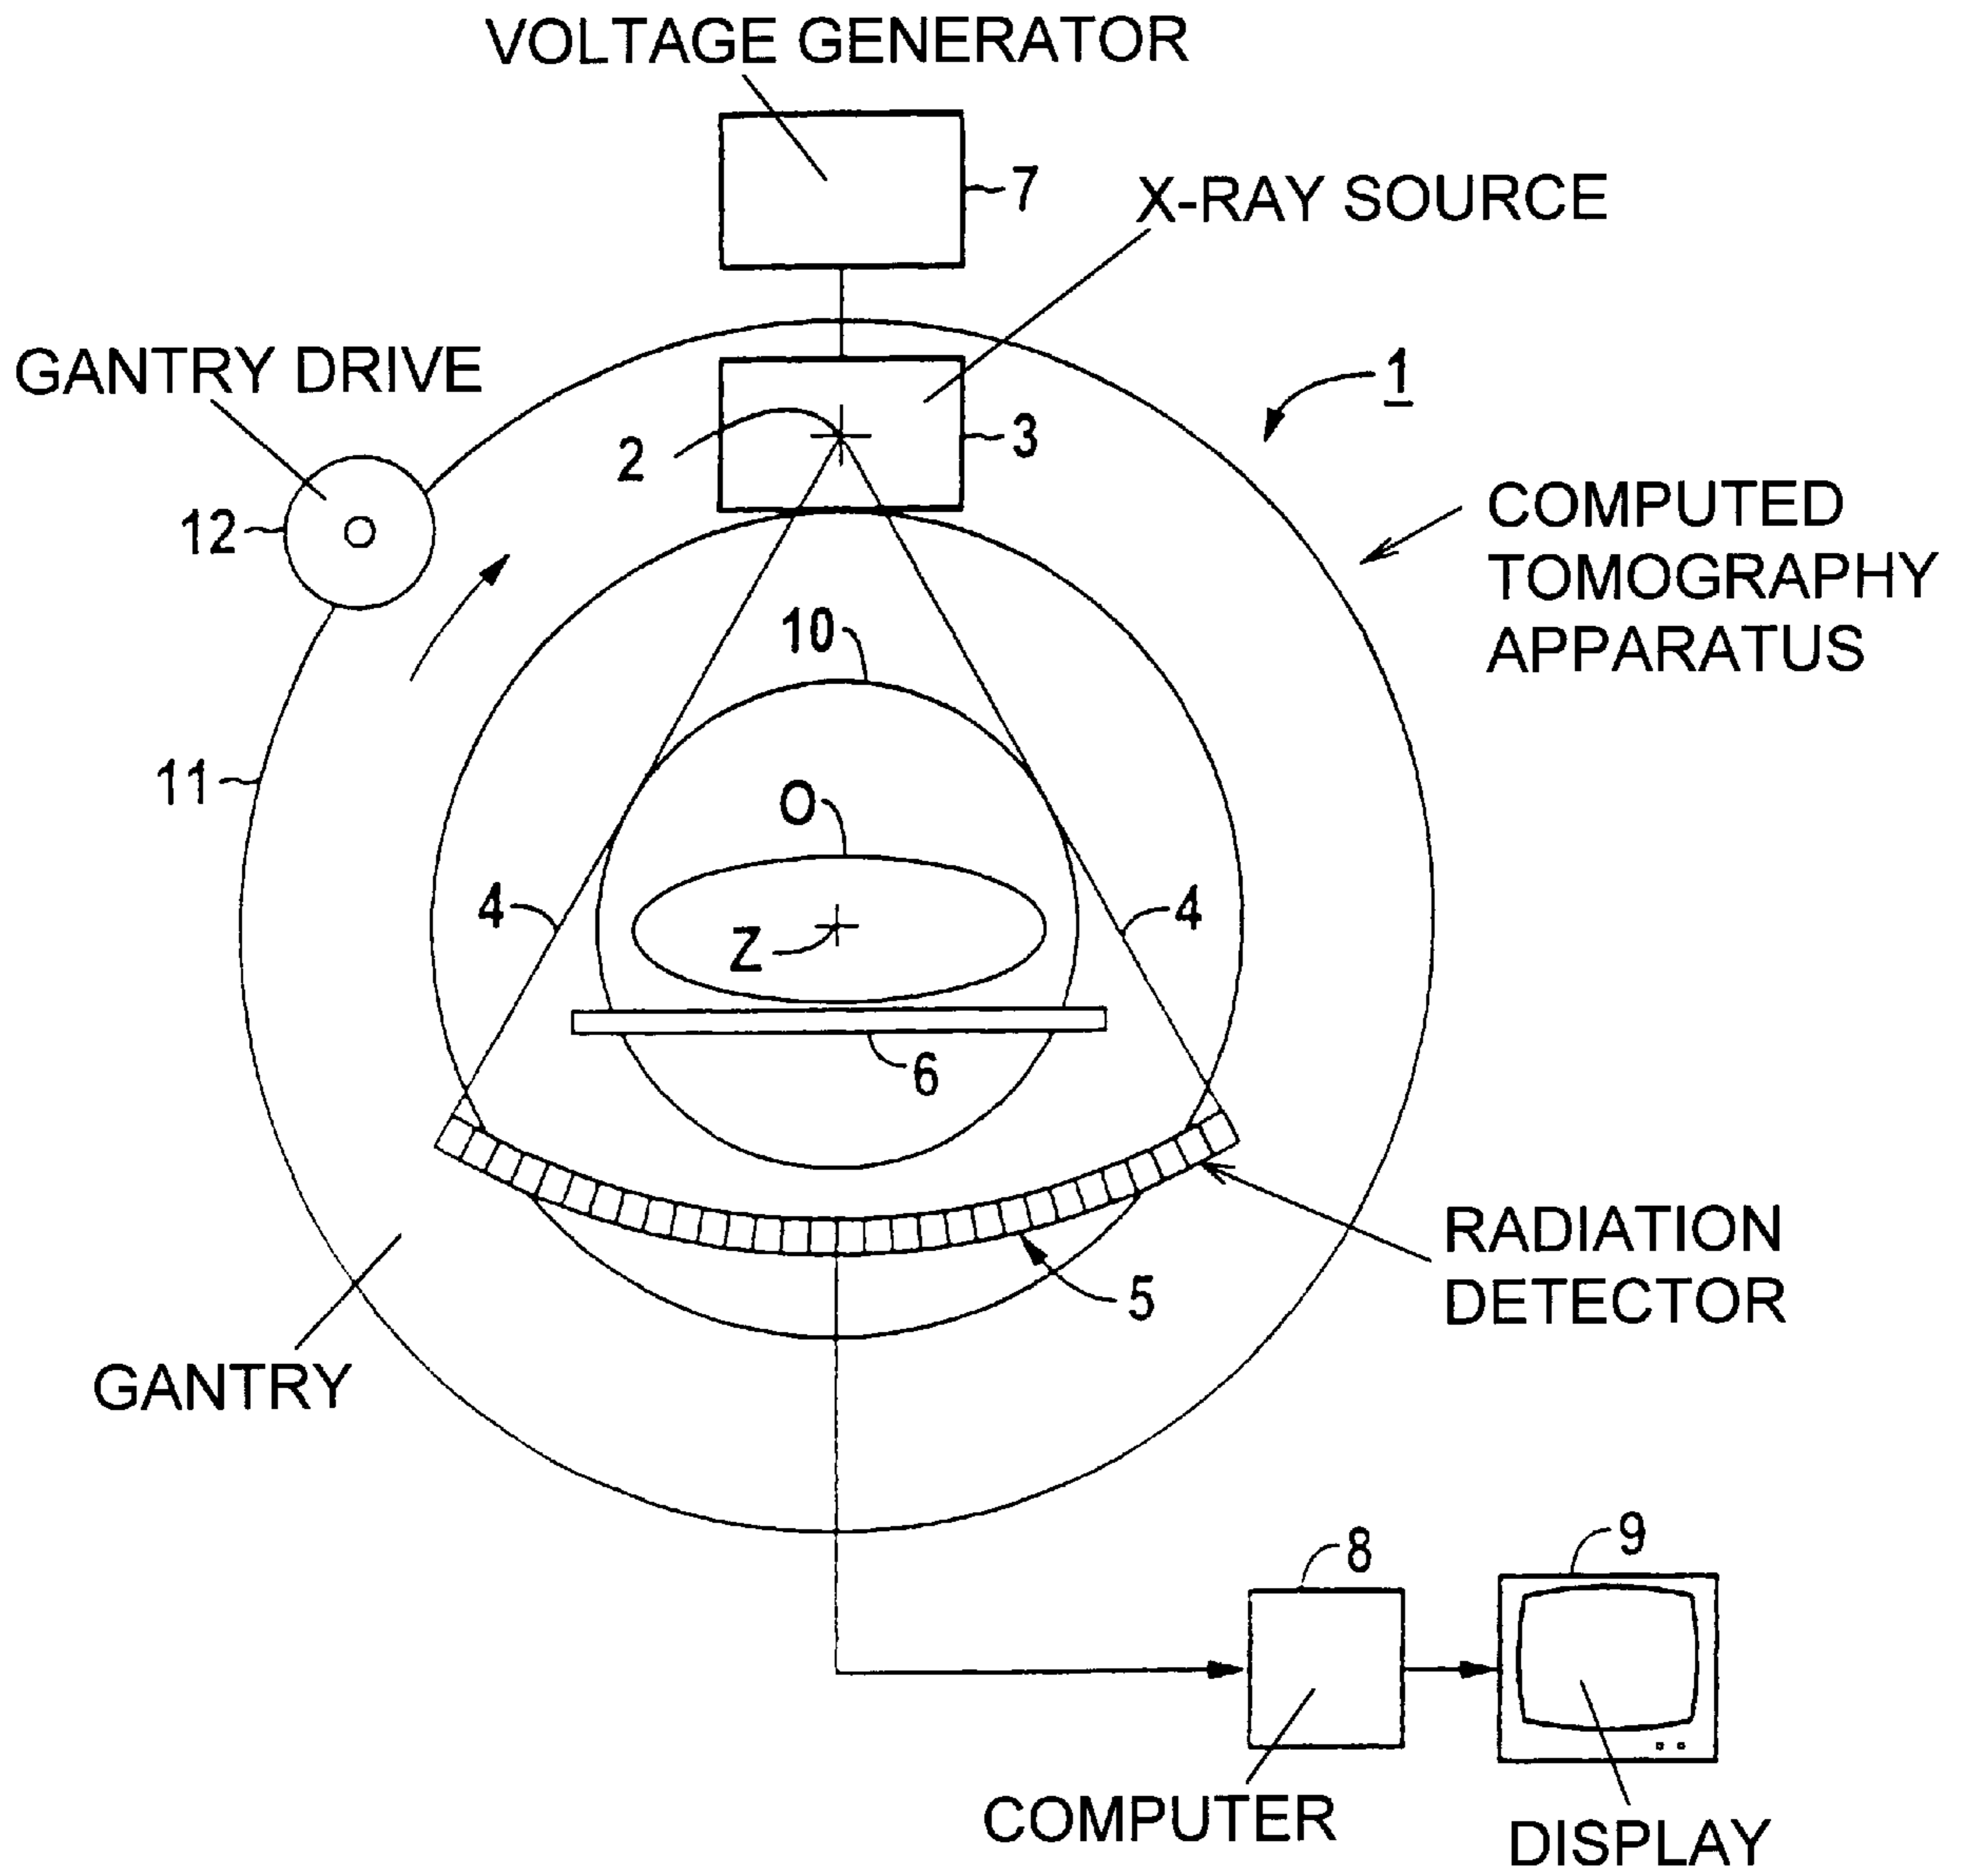 VOLTAGE GENERATOR
7
X-RAY SOURCE
GANTRY DRIVE
1
2
3
12
COMPUTED
TOMOGRAPHY
APPARATUS
10
11
O
4
4
Z
6
RADIATION
DETECTOR
5
GANTRY
8
9
COMPUTER
DISPLAY